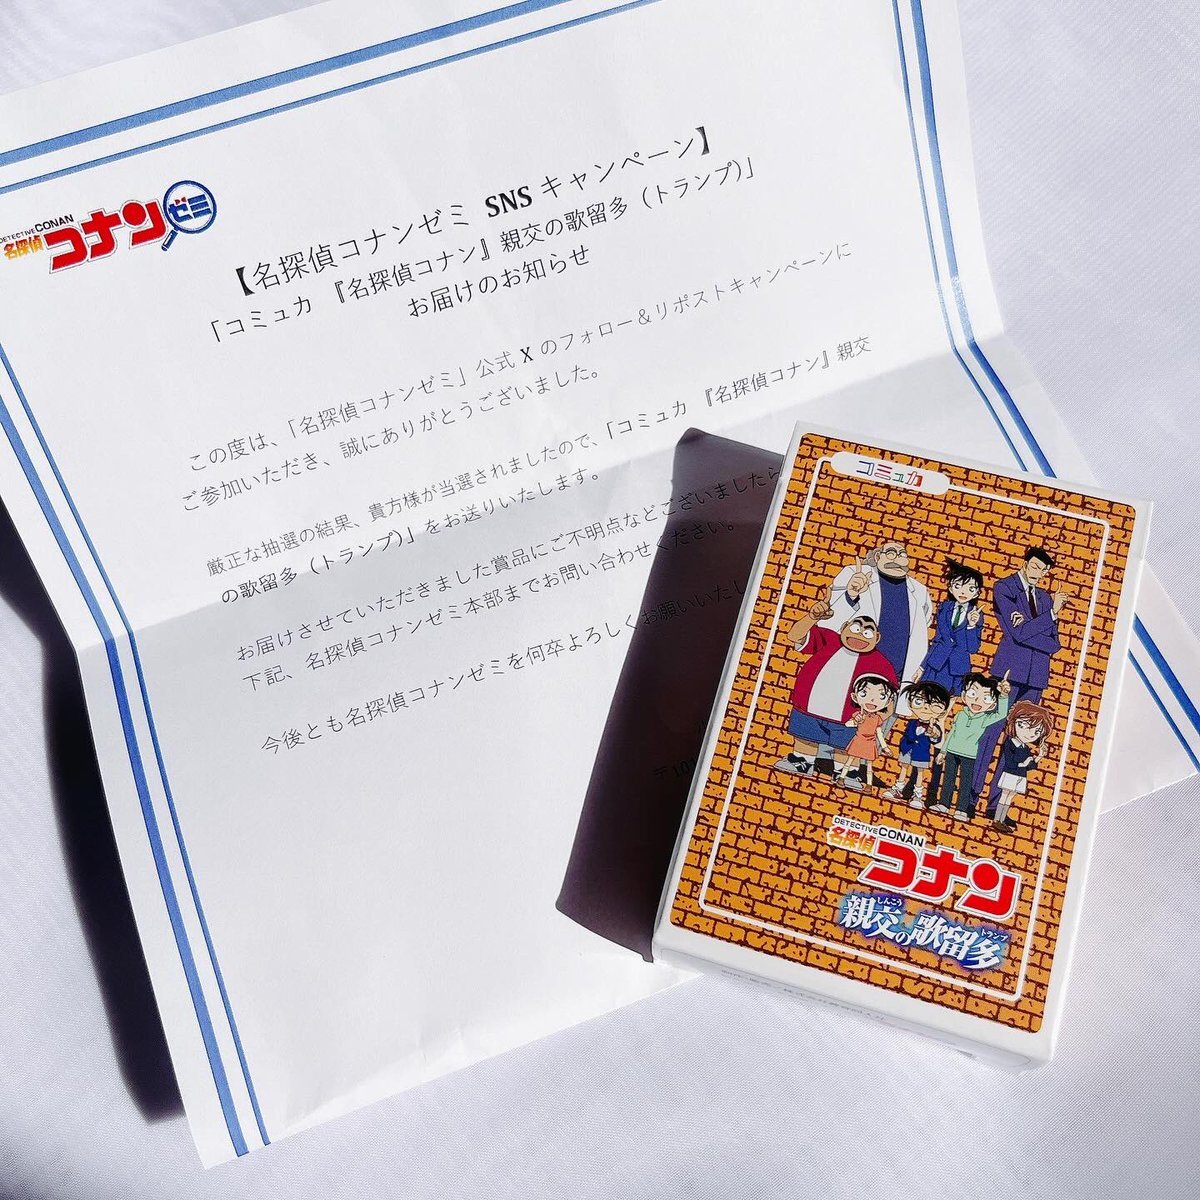 DETECTIVE CONAN
名探偵コナンゼミ
【名探偵コナンゼミ SNS キャンペーン】
「コミュカ 『名探偵コナン』親交の歌留多（トランプ）」
お届けのお知らせ
この度は、「名探偵コナンゼミ」公式 X のフォロー＆リポストキャンペーンに
ご参加いただき、誠にありがとうございました。
厳正な抽選の結果、貴方様が当選されましたので、「コミュカ 『名探偵コナン』親交
の歌留多（トランプ）」をお送りいたします。
お届けさせていただきました賞品にご不明点などございましたら
下記、名探偵コナンゼミ本部までお問い合わせください。
今後とも名探偵コナンゼミを何卒よろしくお願いいたし
〒101
コミュカ
DETECTIVE CONAN
名探偵コナン
しんこう トランプ
親交の歌留多